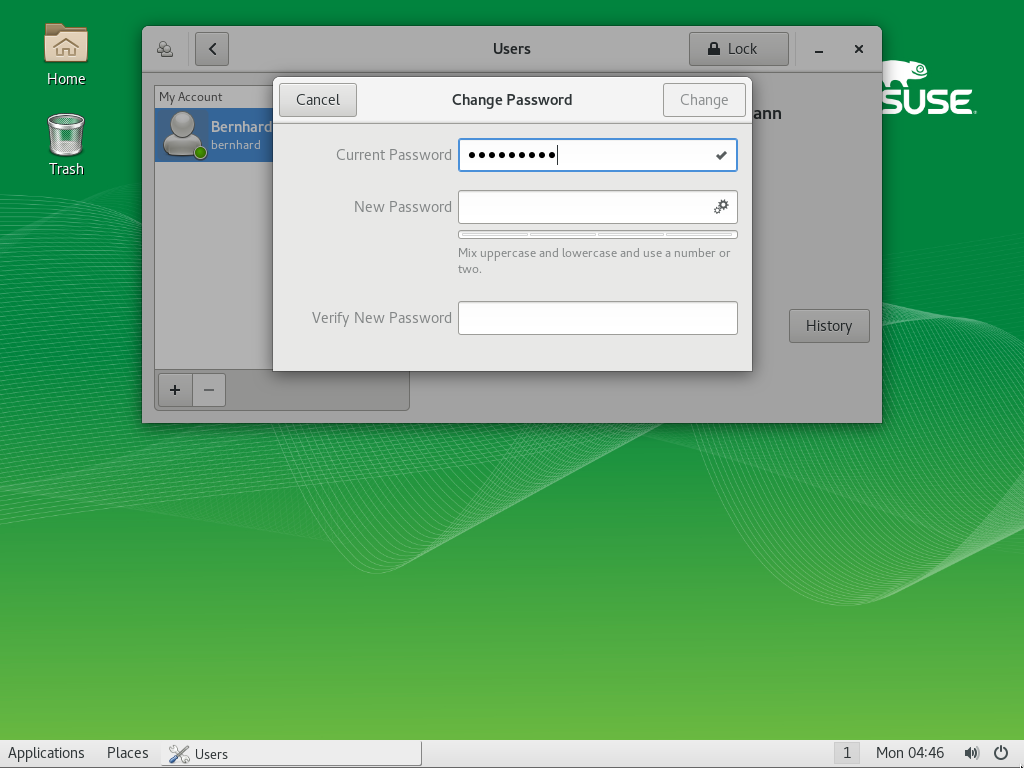 Home
Trash
Users
Lock
SUSE
My Account
Bernhard
bernhard
ann
Cancel
Change Password
Change
Current Password
New Password
Mix uppercase and lowercase and use a number or
two.
Verify New Password
History
Applications
Places
Users
1
Mon 04:46